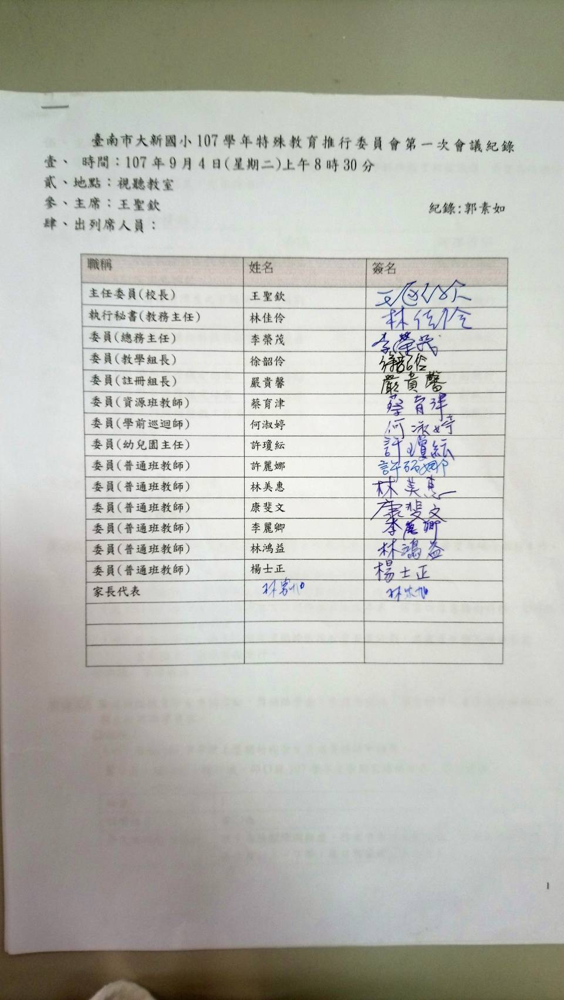 臺南市大新國小107學年特殊教育推行委員會第一次會議紀錄
壹、 時間：107年9月4日(星期二)上午8時30分
貳、地點：視聽教室
參、主席：王聖欽 紀錄:郭素如
肆、出列席人員：
職稱 姓名 簽名
主任委員(校長) 王聖欽
執行秘書(教務主任) 林佳伶 林佳伶
委員(總務主任) 李榮茂 李榮茂
委員(教學組長) 徐韶伶 徐韶伶
委員(註冊組長) 嚴貴馨 嚴貴馨
委員(資源班教師) 蔡育津 蔡育津
委員(學前巡迴師) 何淑婷 何淑婷
委員(幼兒園主任) 許瓊紜 許瓊紜
委員(普通班教師) 許麗娜 許麗娜
委員(普通班教師) 林美惠 林美惠
委員(普通班教師) 康斐文 康斐文
委員(普通班教師) 李麗卿 李麗卿
委員(普通班教師) 林鴻益 林鴻益
委員(普通班教師) 楊士正 楊士正
家長代表
1